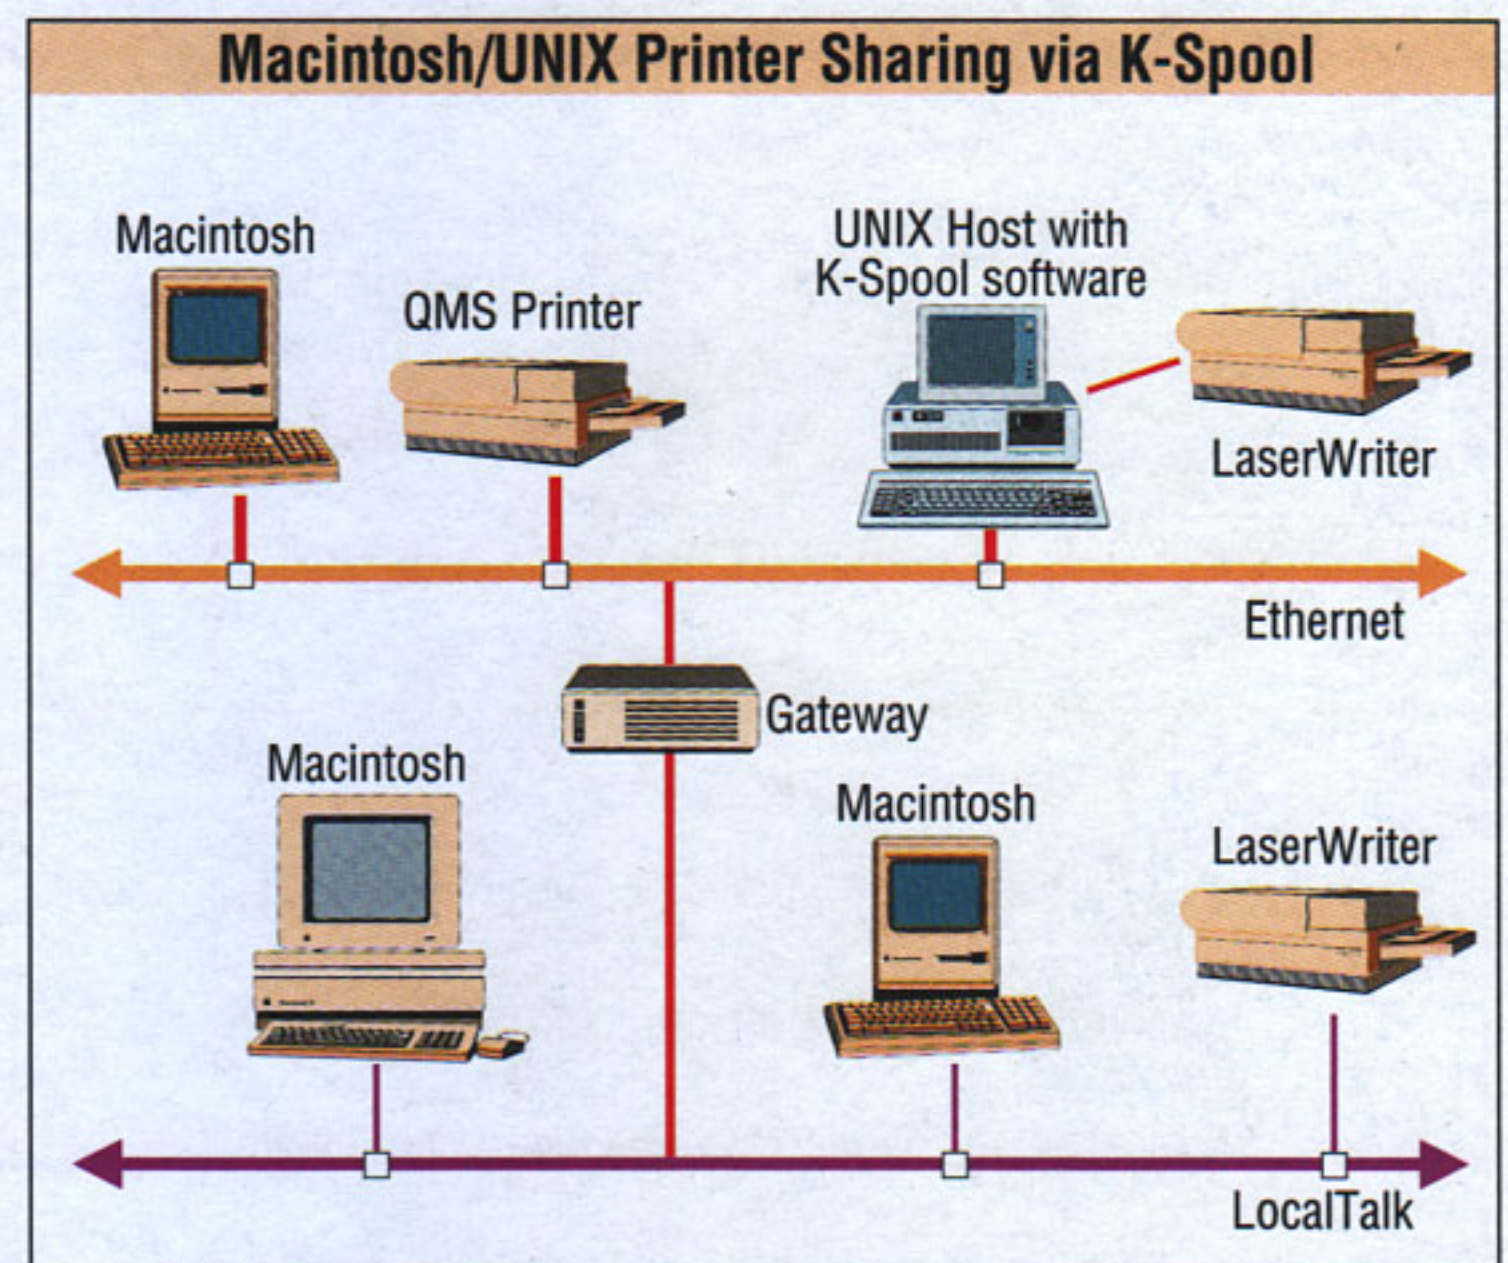 Macintosh/UNIX Printer Sharing via K-Spool
Macintosh
QMS Printer
UNIX Host with
K-Spool software
LaserWriter
Ethernet
Gateway
Macintosh
Macintosh
LaserWriter
LocalTalk